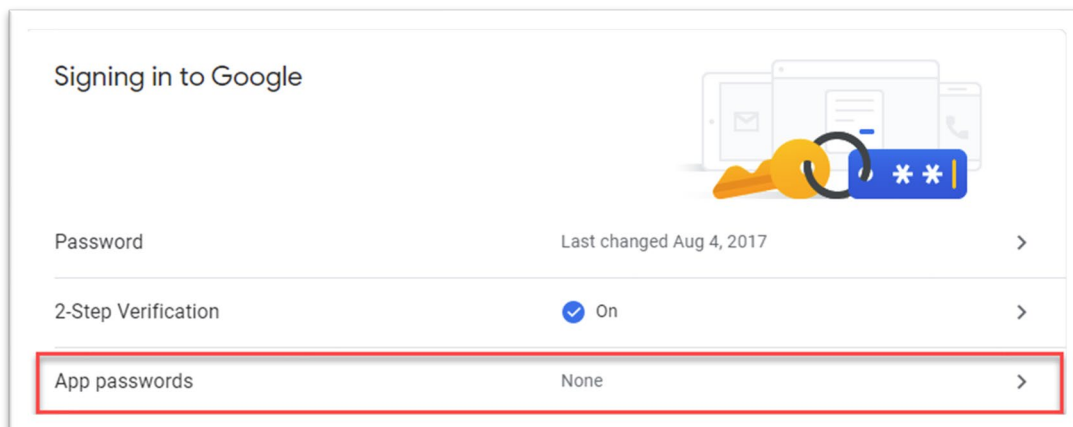 Signing in to Google
**
Password Last changed Aug 4, 2017
2-Step Verification On
App passwords None